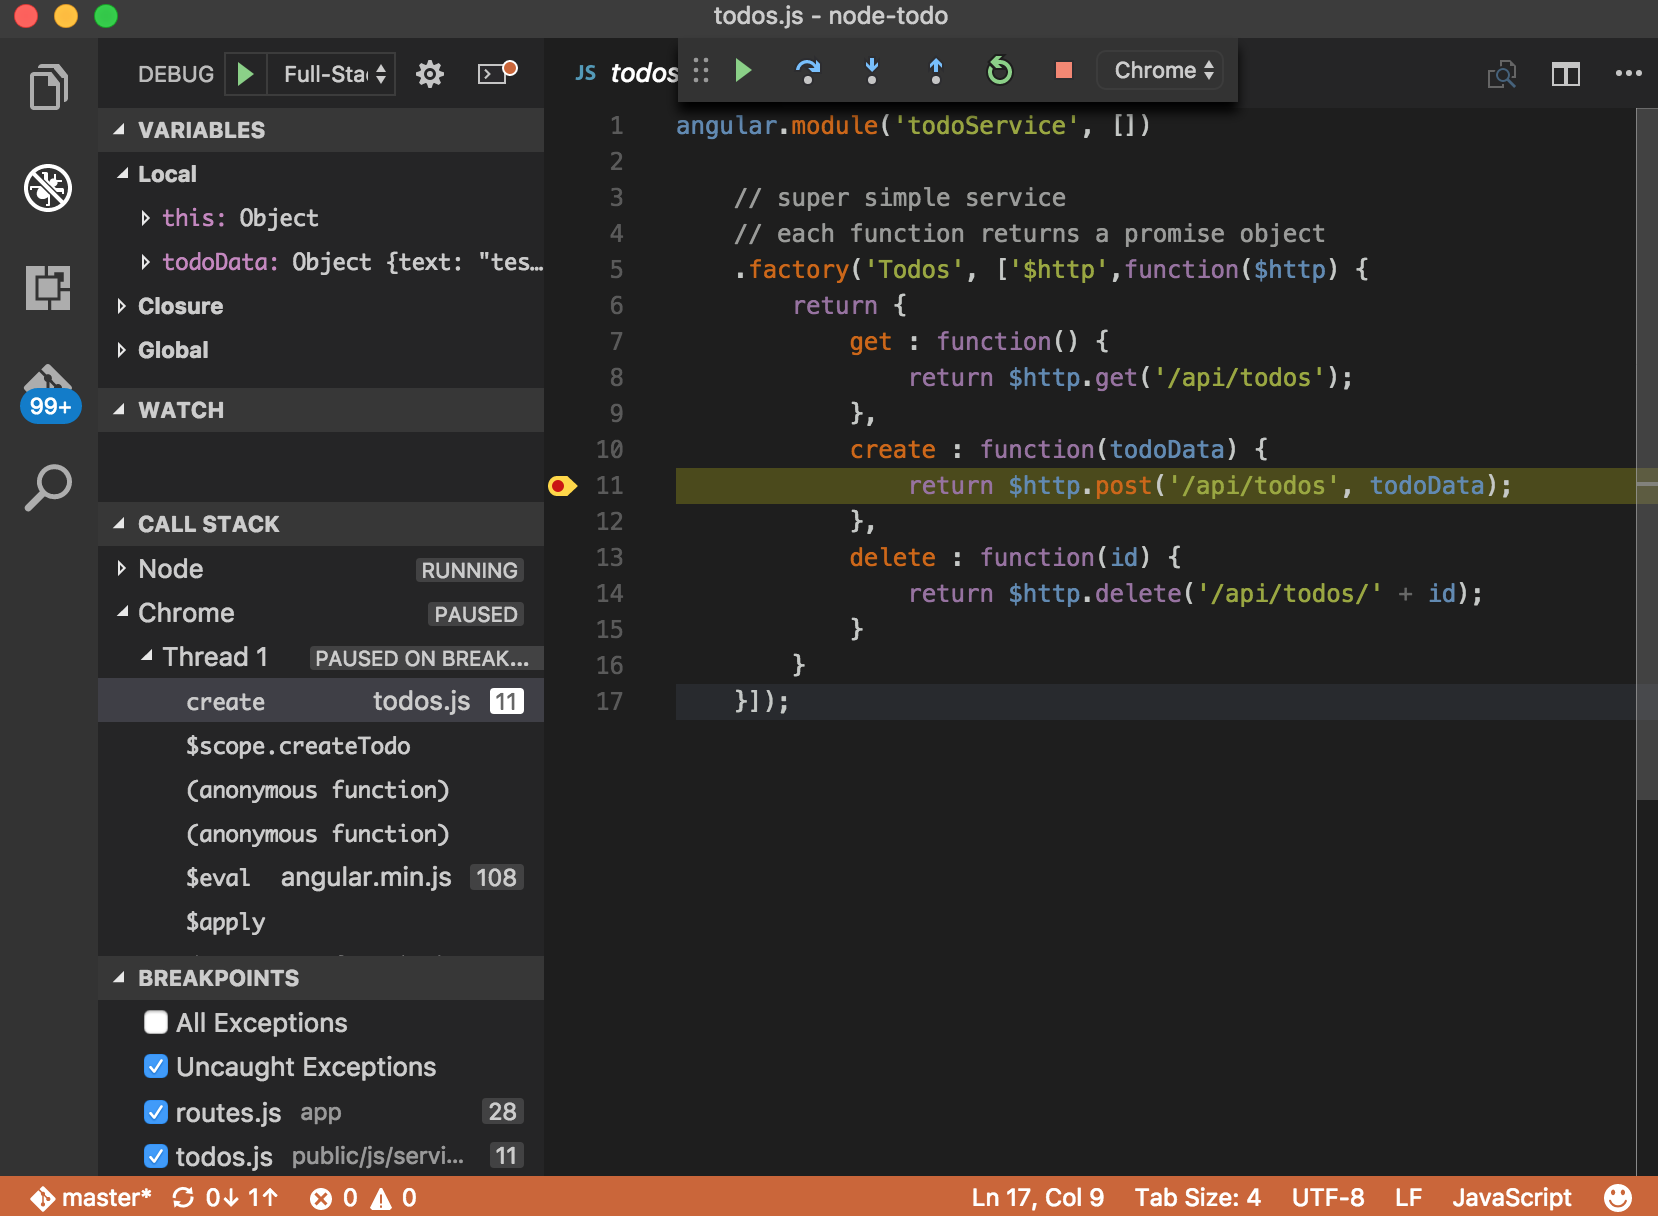 todos.js - node-todo
DEBUG Full-Sta
VARIABLES
Local
this: Object
todoData: Object {text: "tes…
Closure
Global
WATCH
CALL STACK
Node RUNNING
Chrome PAUSED
Thread 1 PAUSED ON BREAK…
create todos.js 11
$scope.createTodo
(anonymous function)
(anonymous function)
$eval angular.min.js 108
$apply
BREAKPOINTS
All Exceptions
Uncaught Exceptions
routes.js app 28
todos.js public/js/servi… 11
99+
JS todos
Chrome
1 angular.module('todoService', [])
2
3 // super simple service
4 // each function returns a promise object
5 .factory('Todos', ['$http',function($http) {
6 return {
7 get : function() {
8 return $http.get('/api/todos');
9 },
10 create : function(todoData) {
11 return $http.post('/api/todos', todoData);
12 },
13 delete : function(id) {
14 return $http.delete('/api/todos/' + id);
15 }
16 }
17 }]);
master* 0↓ 1↑ 0 0 Ln 17, Col 9 Tab Size: 4 UTF-8 LF JavaScript